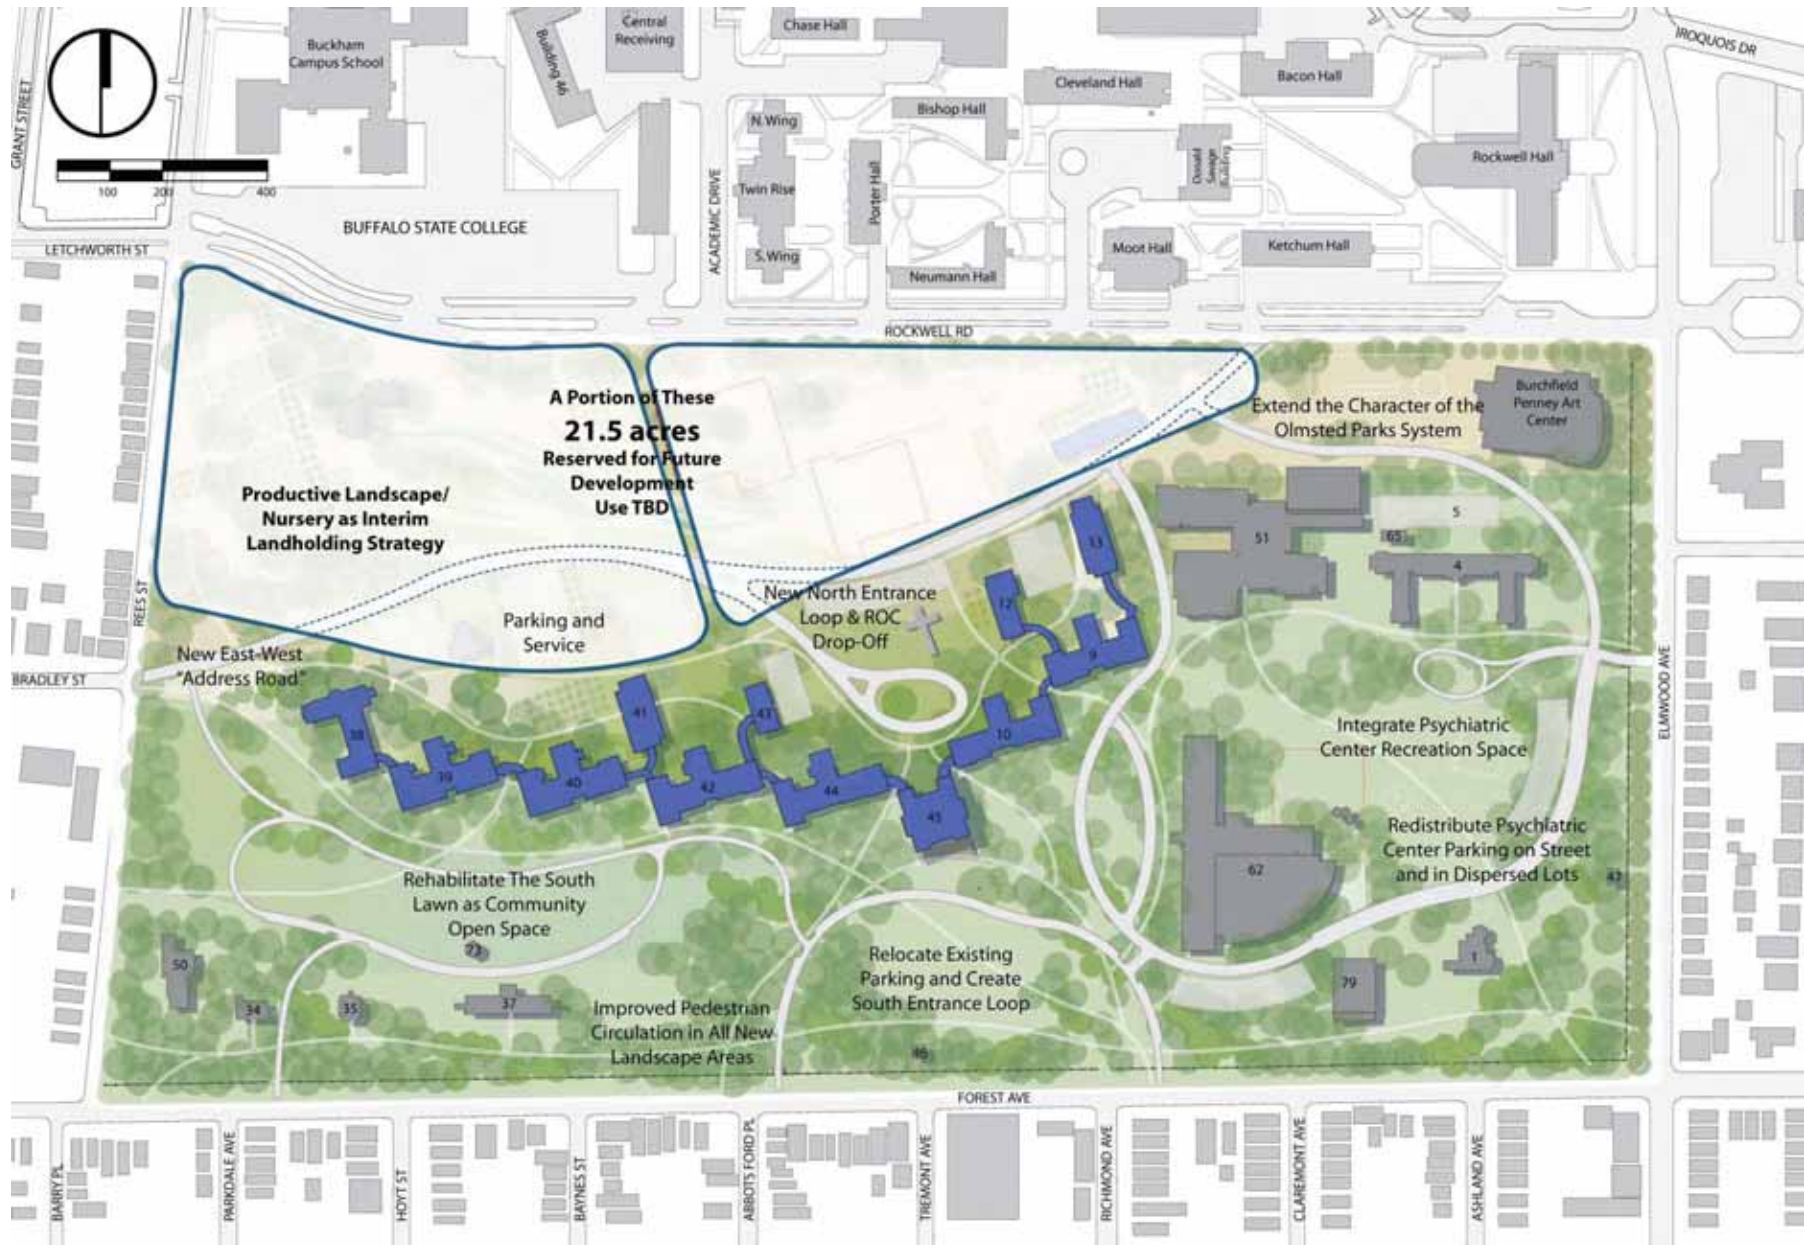 Buckham
Campus School
Building 46
Central
Receiving
Chase Hall
IROQUOIS DR
GRANT STREET
Cleveland Hall
Bacon Hall
Bishop Hall
N. Wing
Twin Rise
S. Wing
Porter Hall
Donald
Savage
Building
Rockwell Hall
100
200
400
LETCHWORTH ST
BUFFALO STATE COLLEGE
ACADEMIC DRIVE
Neumann Hall
Moot Hall
Ketchum Hall
ROCKWELL RD
A Portion of These
21.5 acres
Reserved for Future
Development
Use TBD
Productive Landscape/
Nursery as Interim
Landholding Strategy
Extend the Character of the
Olmsted Parks System
Burchfield
Penney Art
Center
REES ST
Parking and
Service
New North Entrance
Loop & ROC
Drop-Off
13
12
9
51
5
65
4
New East-West
"Address Road"
BRADLEY ST
ELMWOOD AVE
38
39
40
41
42
43
44
45
10
Integrate Psychiatric
Center Recreation Space
Redistribute Psychiatric
Center Parking on Street
and in Dispersed Lots
62
Rehabilitate The South
Lawn as Community
Open Space
Relocate Existing
Parking and Create
South Entrance Loop
Improved Pedestrian
Circulation in All New
Landscape Areas
50
34
35
37
46
79
1
FOREST AVE
BARRY PL
PARKDALE AVE
HOYT ST
BAYNES ST
ABBOTS FORD PL
TREMONT AVE
RICHMOND AVE
CLAREMONT AVE
ASHLAND AVE